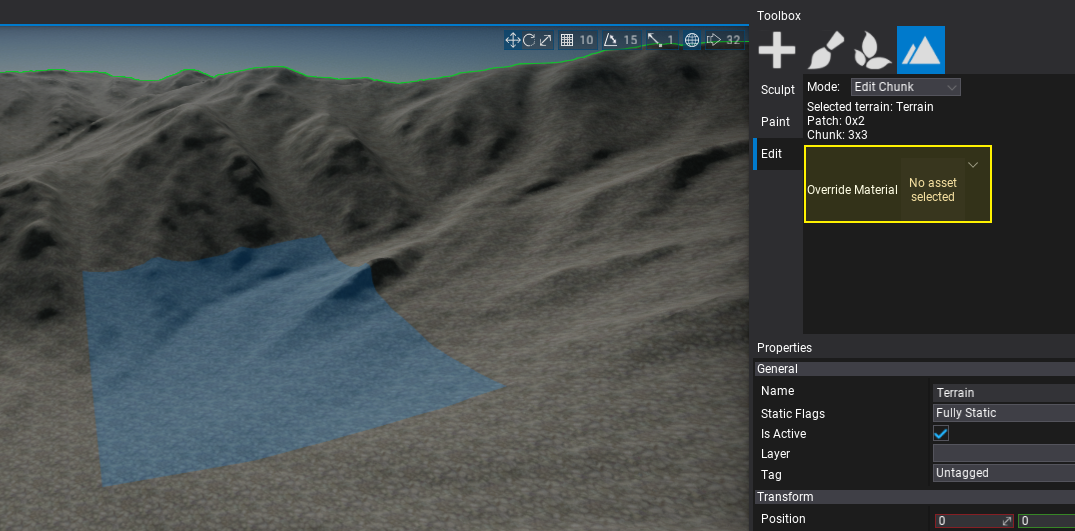 Toolbox
10 15 1 32
Sculpt
Paint
Edit
Mode: Edit Chunk
Selected terrain: Terrain
Patch: 0x2
Chunk: 3x3
Override Material No asset
selected
Properties
General
Name Terrain
Static Flags Fully Static
Is Active
Layer
Tag Untagged
Transform
Position 0 0